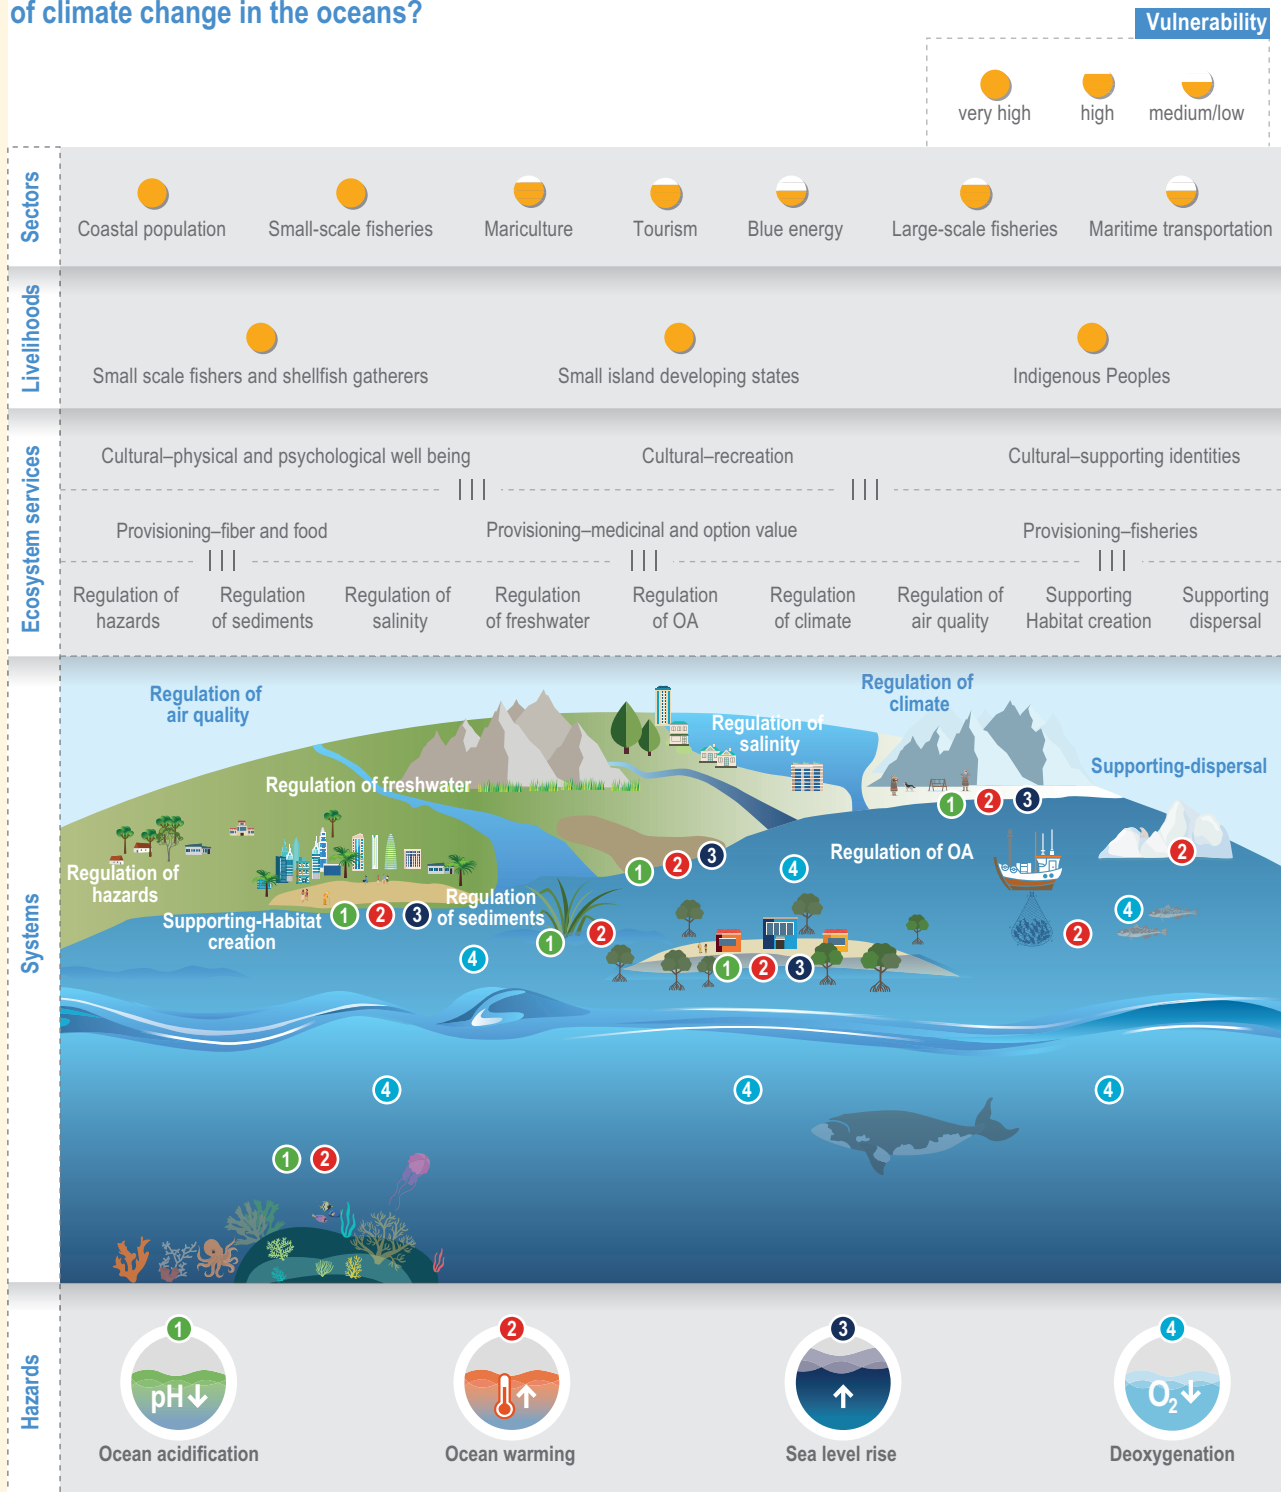 of climate change in the oceans?
Vulnerability
very high
high
medium/low
Sectors
Coastal population
Small-scale fisheries
Mariculture
Tourism
Blue energy
Large-scale fisheries
Maritime transportation
Livelihoods
Small scale fishers and shellfish gatherers
Small island developing states
Indigenous Peoples
Ecosystem services
Cultural–physical and psychological well being
Cultural–recreation
Cultural–supporting identities
Provisioning–fiber and food
Provisioning–medicinal and option value
Provisioning–fisheries
Regulation of
hazards
Regulation
of sediments
Regulation of
salinity
Regulation
of freshwater
Regulation
of OA
Regulation
of climate
Regulation of
air quality
Supporting
Habitat creation
Supporting
dispersal
Systems
Regulation of
air quality
Regulation of
climate
Regulation of
salinity
Supporting-dispersal
Regulation of freshwater
1 2 3
Regulation of OA
2
1 2 3
4
Regulation of
hazards
Regulation
of sediments
Supporting-Habitat
creation
1 2 3
4
1 2
4
2
1 2 3
4
4
4
1 2
Hazards
1
pH
Ocean acidification
2
Ocean warming
3
Sea level rise
4
O2
Deoxygenation